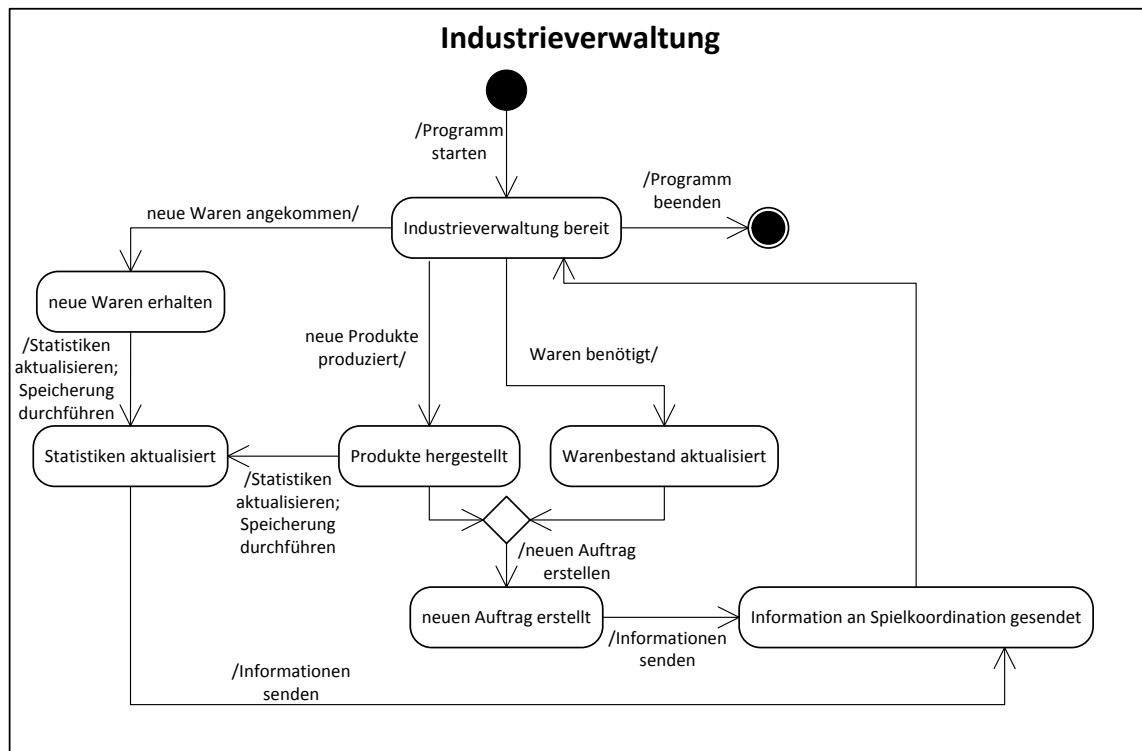 Industrieverwaltung
/Programm
starten
/Programm
beenden
neue Waren angekommen/
Industrieverwaltung bereit
neue Waren erhalten
/Statistiken
aktualisieren;
Speicherung
durchführen
neue Produkte
produziert/
Waren benötigt/
Statistiken aktualisiert
Produkte hergestellt
Warenbestand aktualisiert
/Statistiken
aktualisieren;
Speicherung
durchführen
/neuen Auftrag
erstellen
neuen Auftrag erstellt
Information an Spielkoordination gesendet
/Informationen
senden
/Informationen
senden